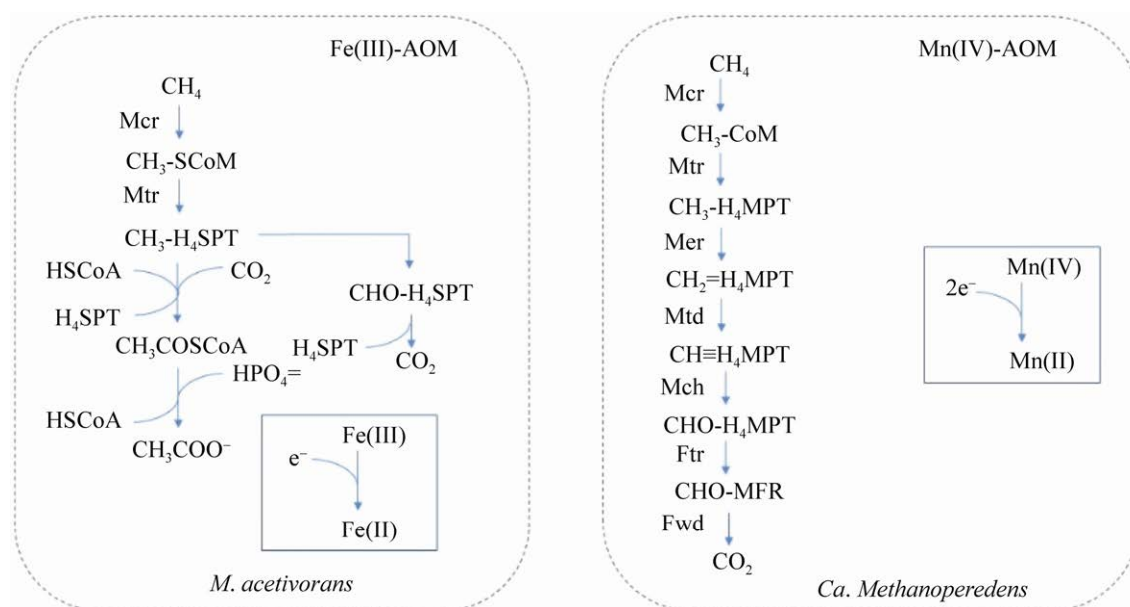 Fe(III)-AOM
CH₄
Mcr
CH₃-SCoM
Mtr
CH₃-H₄SPT
HSCoA
CO₂
H₄SPT
CH₃COSCoA
HPO₄=
HSCoA
CH₃COO⁻
CHO-H₄SPT
H₄SPT
CO₂
Fe(III)
e⁻
Fe(II)
M. acetivorans
Mn(IV)-AOM
CH₄
Mcr
CH₃-CoM
Mtr
CH₃-H₄MPT
Mer
CH₂=H₄MPT
Mtd
CH≡H₄MPT
Mch
CHO-H₄MPT
Ftr
CHO-MFR
Fwd
CO₂
Mn(IV)
2e⁻
Mn(II)
Ca. Methanoperedens